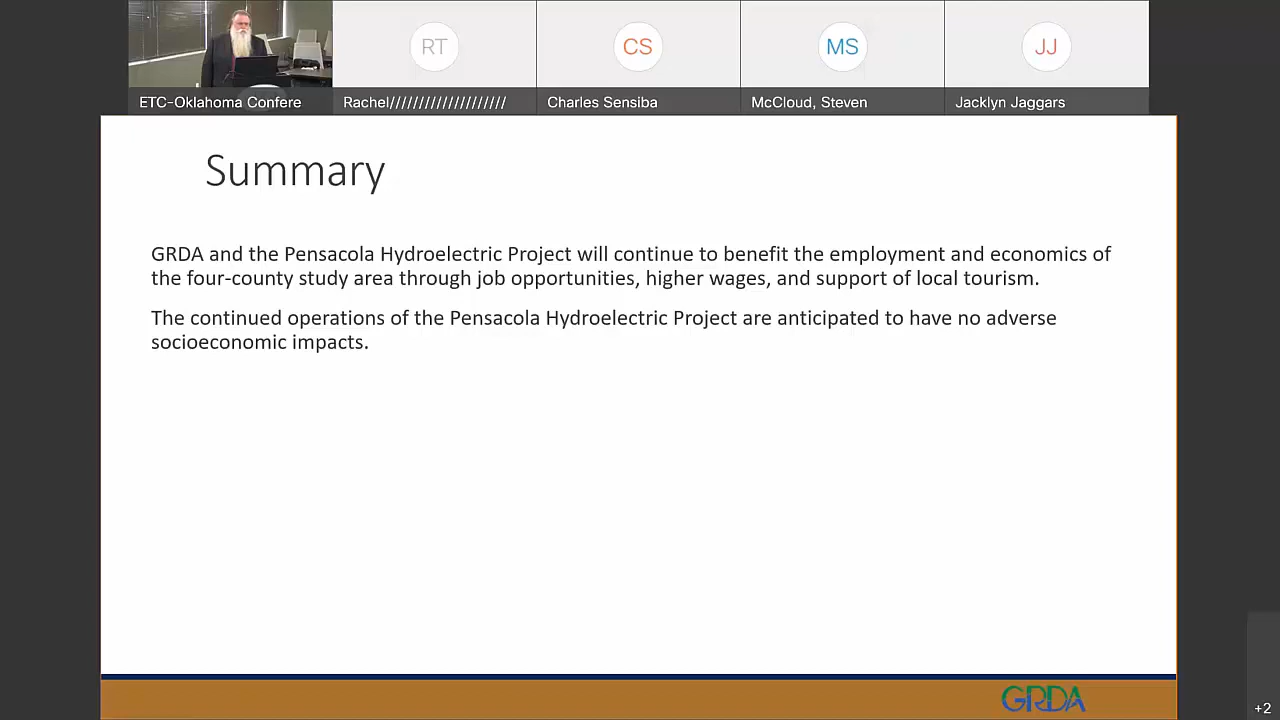 RT
CS
MS
JJ
ETC-Oklahoma Confere
Rachel////////////////////
Charles Sensiba
McCloud, Steven
Jacklyn Jaggars
Summary
GRDA and the Pensacola Hydroelectric Project will continue to benefit the employment and economics of
the four-county study area through job opportunities, higher wages, and support of local tourism.
The continued operations of the Pensacola Hydroelectric Project are anticipated to have no adverse
socioeconomic impacts.
GRDA
+2